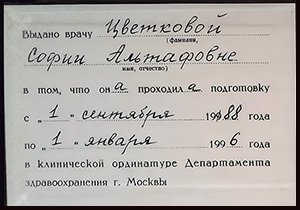 Выдано врачу Цветковой
(фамилия,
Софии Альтафовне
имя, отчество)
в том, что она проходила подготовку
с "1" сентября 1988 года
по "1" января 1996 года
в клинической ординатуре Департамента
здравоохранения г. Москвы